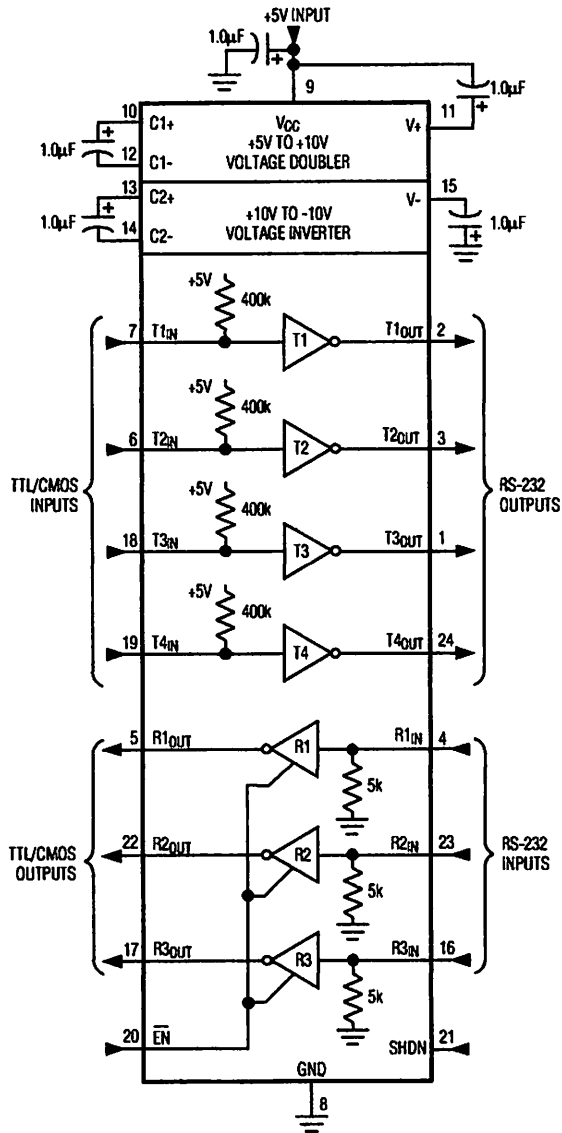 +5V INPUT
1.0µF
+
9
+
1.0µF
10 C1+
+
1.0µF
12 C1-
VCC
+5V TO +10V
VOLTAGE DOUBLER
V+ 11
13 C2+
+
1.0µF
14 C2-
+10V TO -10V
VOLTAGE INVERTER
V- 15
1.0µF
+
+5V
400k
7 T1IN T1 T1OUT 2
+5V
400k
6 T2IN T2 T2OUT 3
TTL/CMOS
INPUTS
RS-232
OUTPUTS
+5V
400k
18 T3IN T3 T3OUT 1
+5V
400k
19 T4IN T4 T4OUT 24
5 R1OUT R1 R1IN 4
5k
22 R2OUT R2 R2IN 23
5k
TTL/CMOS
OUTPUTS
RS-232
INPUTS
17 R3OUT R3 R3IN 16
5k
20 E̅N̅
SHDN 21
GND
8